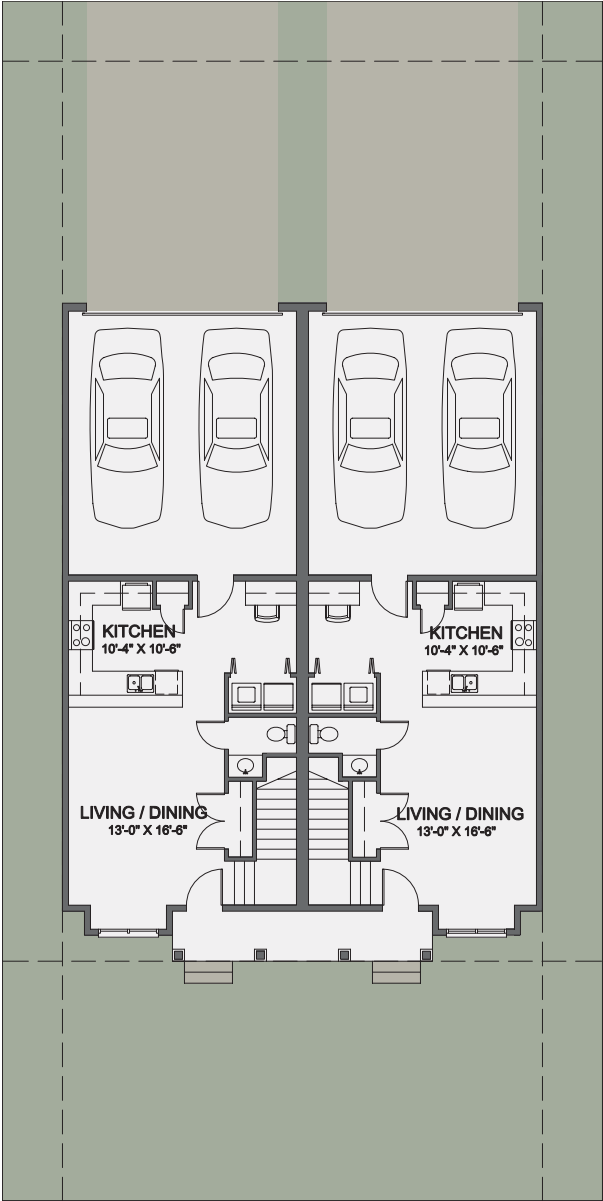 KITCHEN
10'-4" X 10'-6"
KITCHEN
10'-4" X 10'-6"
LIVING / DINING
13'-0" X 16'-6"
LIVING / DINING
13'-0" X 16'-6"